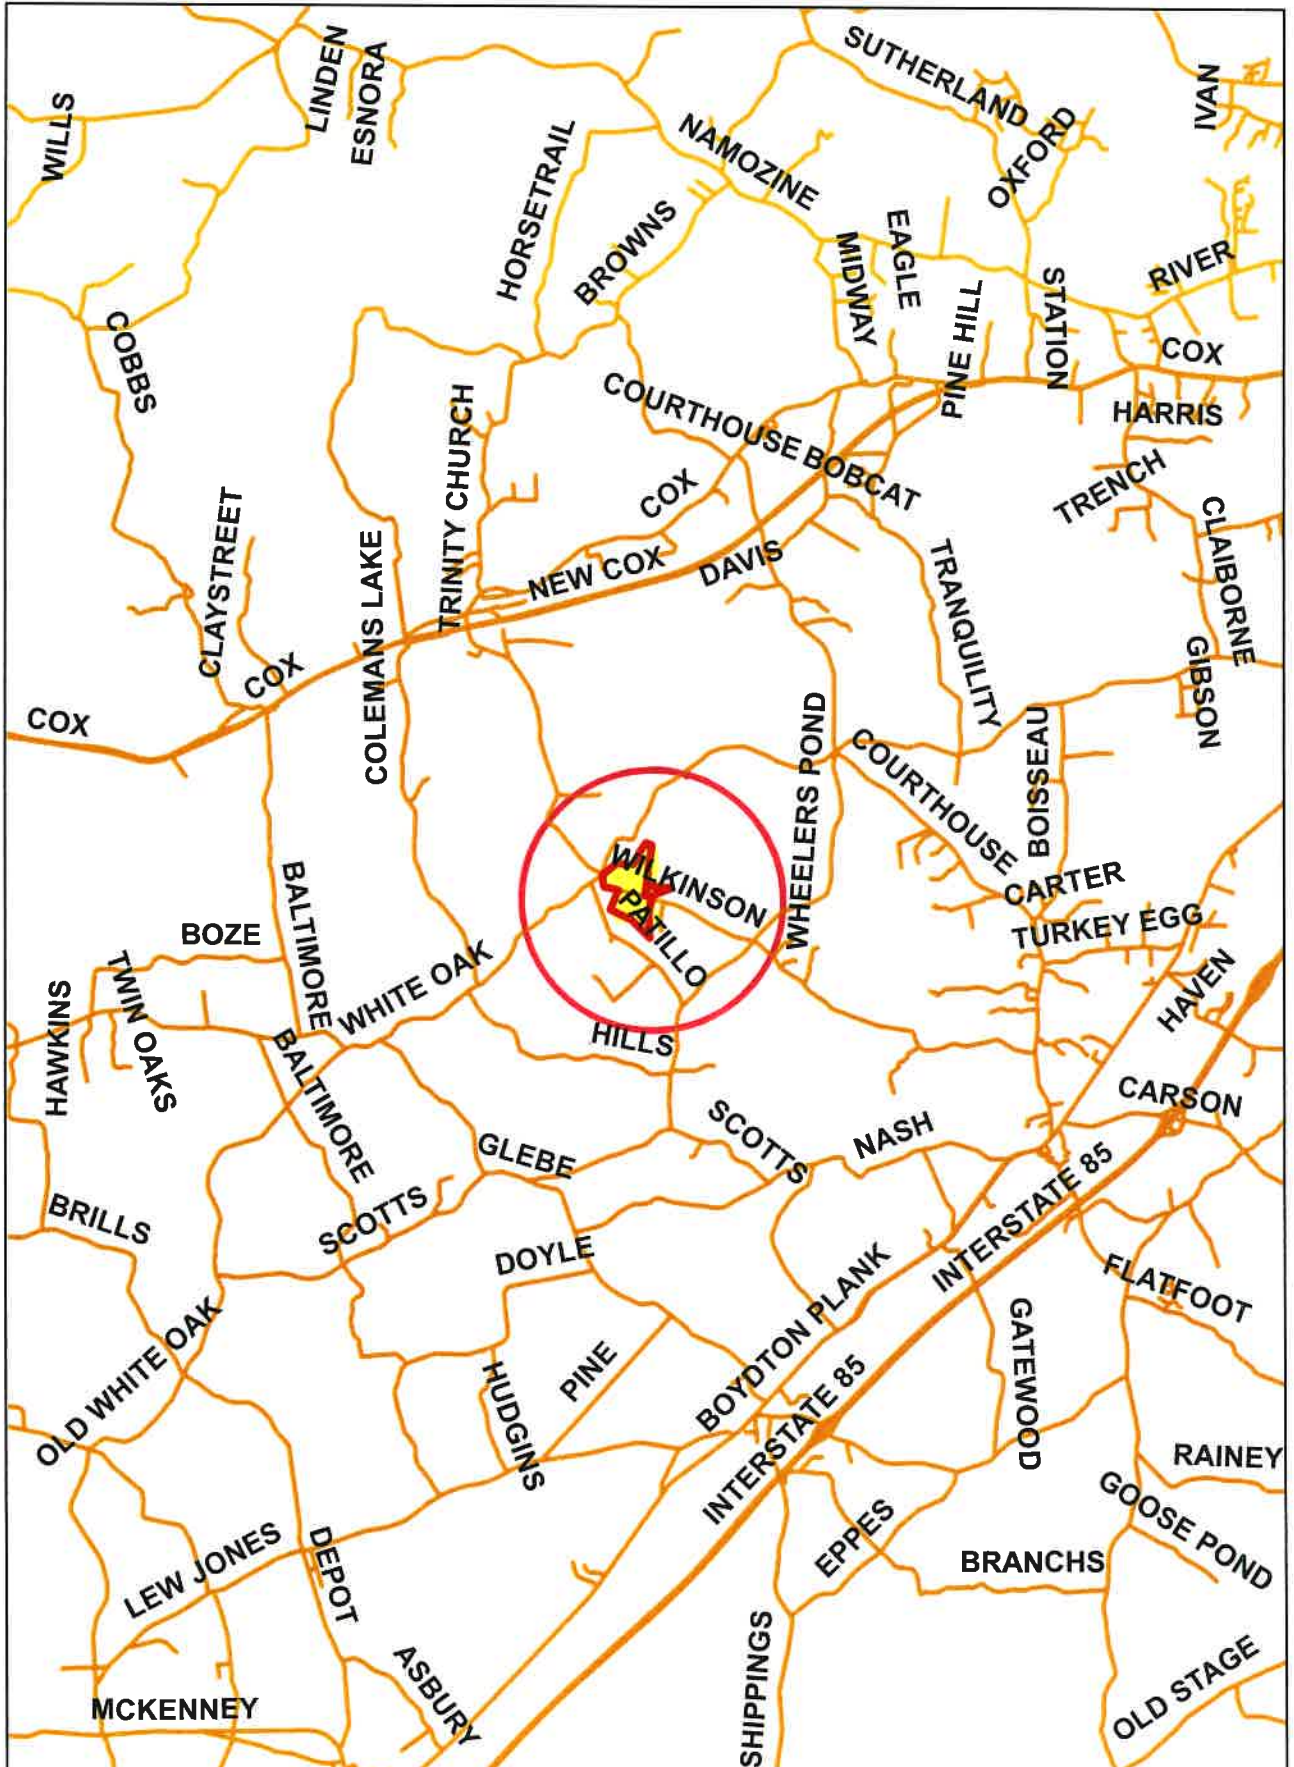 LINDEN
ESNORA
WILLS
SUTHERLAND
IVAN
OXFORD
NAMOZINE
HORSETRAIL
BROWNS
EAGLE
MIDWAY
RIVER
STATION
PINE HILL
COBBS
COX
HARRIS
COURTHOUSE
BOBCAT
TRINITY CHURCH
COX
TRENCH
CLAYSTREET
CLAIBORNE
COLEMANS LAKE
NEW COX
DAVIS
TRANQUILITY
COX
COX
GIBSON
WHEELERS POND
BOISSEAU
COURTHOUSE
WILKINSON
PATILLO
CARTER
TURKEY EGG
BALTIMORE
BOZE
TWIN OAKS
WHITE OAK
HAWKINS
HAVEN
HILLS
BALTIMORE
CARSON
SCOTTS
NASH
GLEBE
INTERSTATE 85
BRILLS
SCOTTS
DOYLE
FLATFOOT
BOYDTON PLANK
GATEWOOD
OLD WHITE OAK
PINE
HUDGINS
INTERSTATE 85
RAINEY
GOOSE POND
EPPES
BRANCHS
LEW JONES
DEPOT
SHIPPINGS
ASBURY
OLD STAGE
MCKENNEY